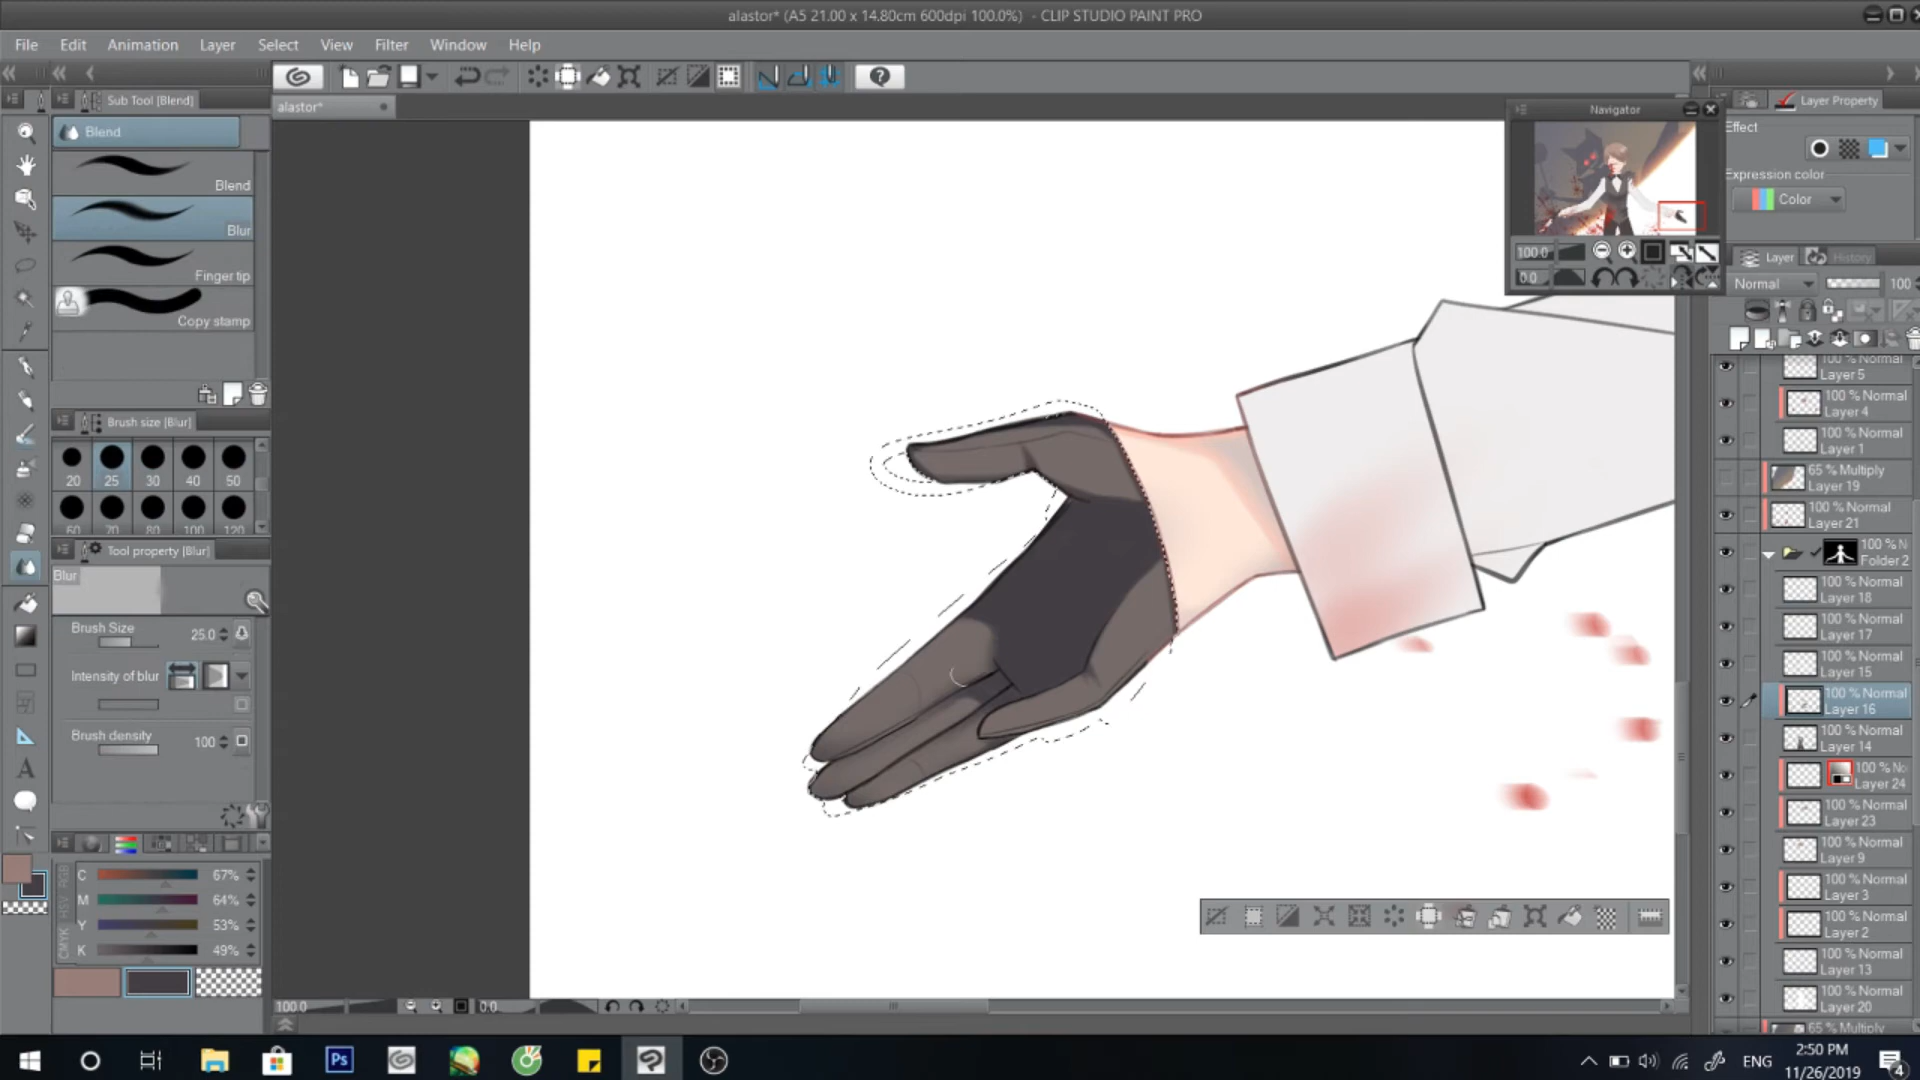 alastor* (A5 21.00 x 14.80cm 600dpi 100.0%) - CLIP STUDIO PAINT PRO
File Edit Animation Layer Select View Filter Window Help
Sub Tool [Blend]
alastor*
Navigator
Layer Property
Blend
Effect
Blend
Expression color
Color
Blur
100.0
0.0
Layer
History
Finger tip
Normal
100
Copy stamp
100 % Normal
Layer 5
100 % Normal
Layer 4
Brush size [Blur]
100 % Normal
Layer 1
20 25 30 40 50
65 % Multiply
Layer 19
60 70 80 100 120
100 % Normal
Layer 21
Tool property [Blur]
Blur
100 % N
Folder 2
100 % Normal
Layer 18
Brush Size 25.0
100 % Normal
Layer 17
Intensity of blur
100 % Normal
Layer 15
100 % Normal
Layer 16
Brush density 100
100 % Normal
Layer 14
100 % No
Layer 24
100 % Normal
Layer 23
100 % Normal
Layer 9
C 67%
M 64%
Y 53%
K 49%
CMYK HSV RGB
100 % Normal
Layer 3
100 % Normal
Layer 2
100 % Normal
Layer 13
100 % Normal
Layer 20
65 % Multiply
100.0 0.0
Ps
ENG
2:50 PM
11/26/2019
4